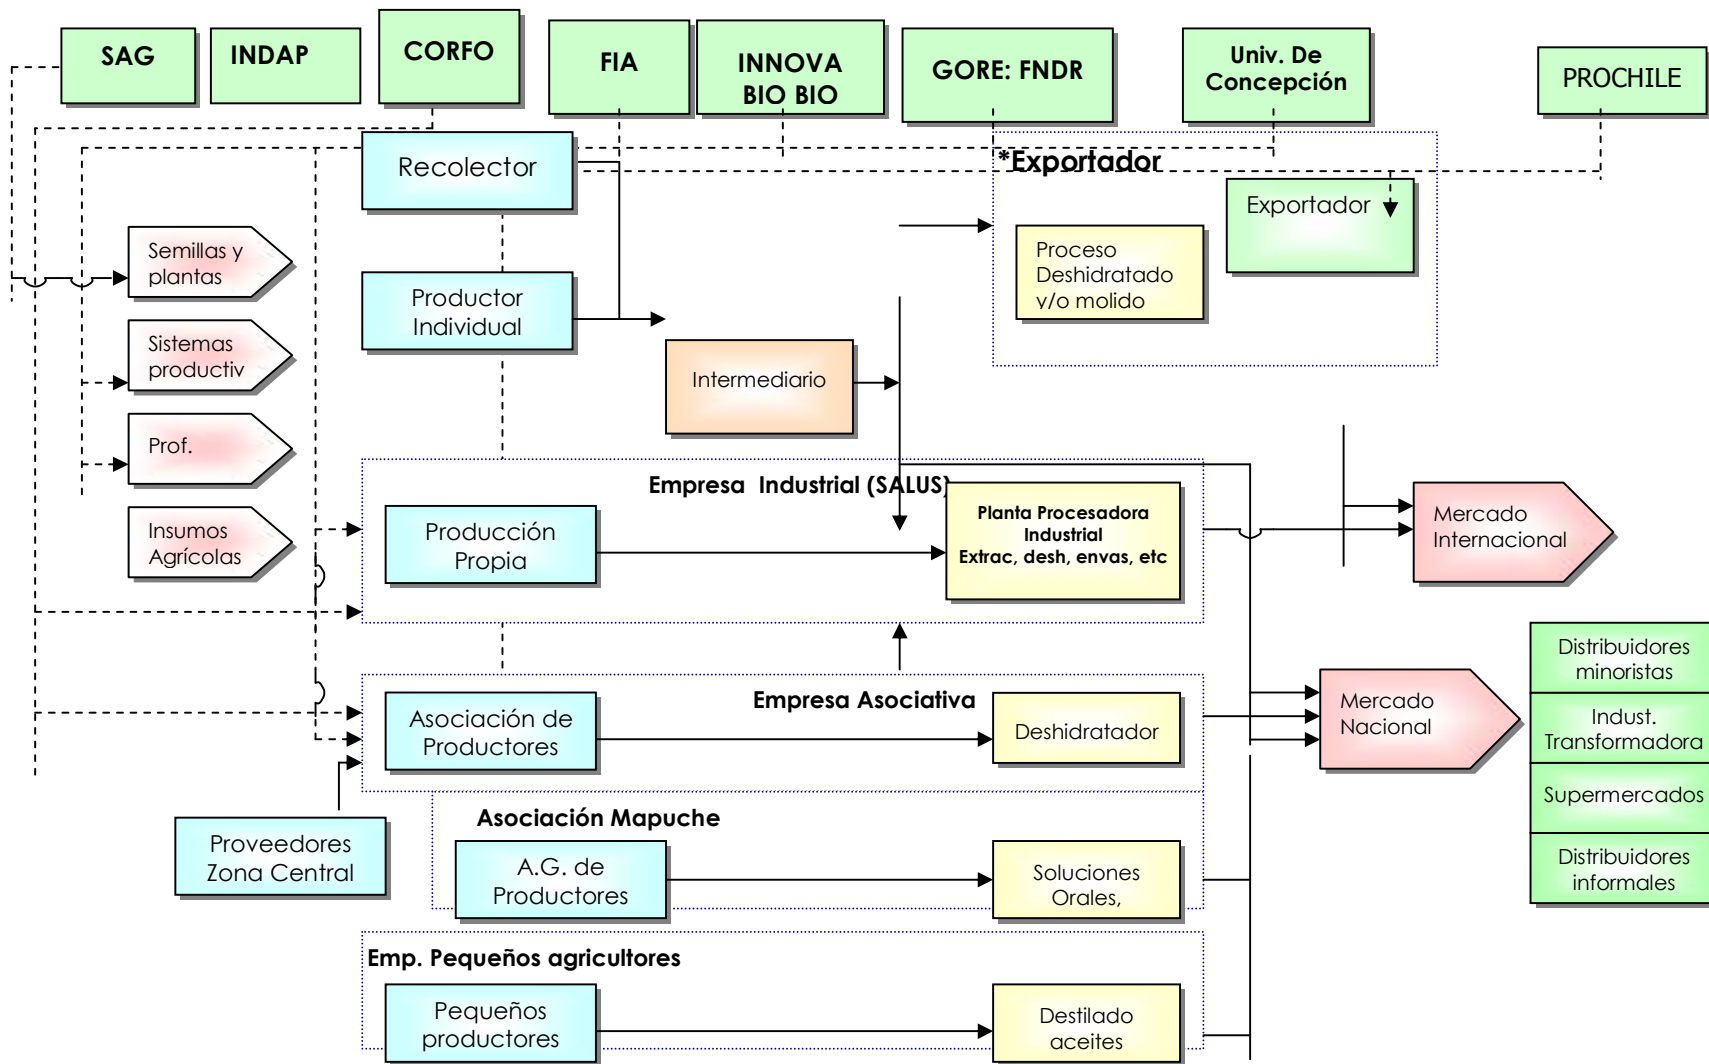 SAG
INDAP
CORFO
FIA
INNOVA
BIO BIO
GORE: FNDR
Univ. De
Concepción
PROCHILE
Recolector
*Exportador
Exportador
Proceso
Deshidratado
y/o molido
Semillas y
plantas
Productor
Individual
Sistemas
productiv
Intermediario
Prof.
Empresa Industrial (SALUS)
Insumos
Agrícolas
Producción
Propia
Planta Procesadora
Industrial
Extrac, desh, envas, etc
Mercado
Internacional
Empresa Asociativa
Asociación de
Productores
Deshidratador
Mercado
Nacional
Distribuidores
minoristas
Indust.
Transformadora
Supermercados
Distribuidores
informales
Proveedores
Zona Central
Asociación Mapuche
A.G. de
Productores
Soluciones
Orales,
Emp. Pequeños agricultores
Pequeños
productores
Destilado
aceites